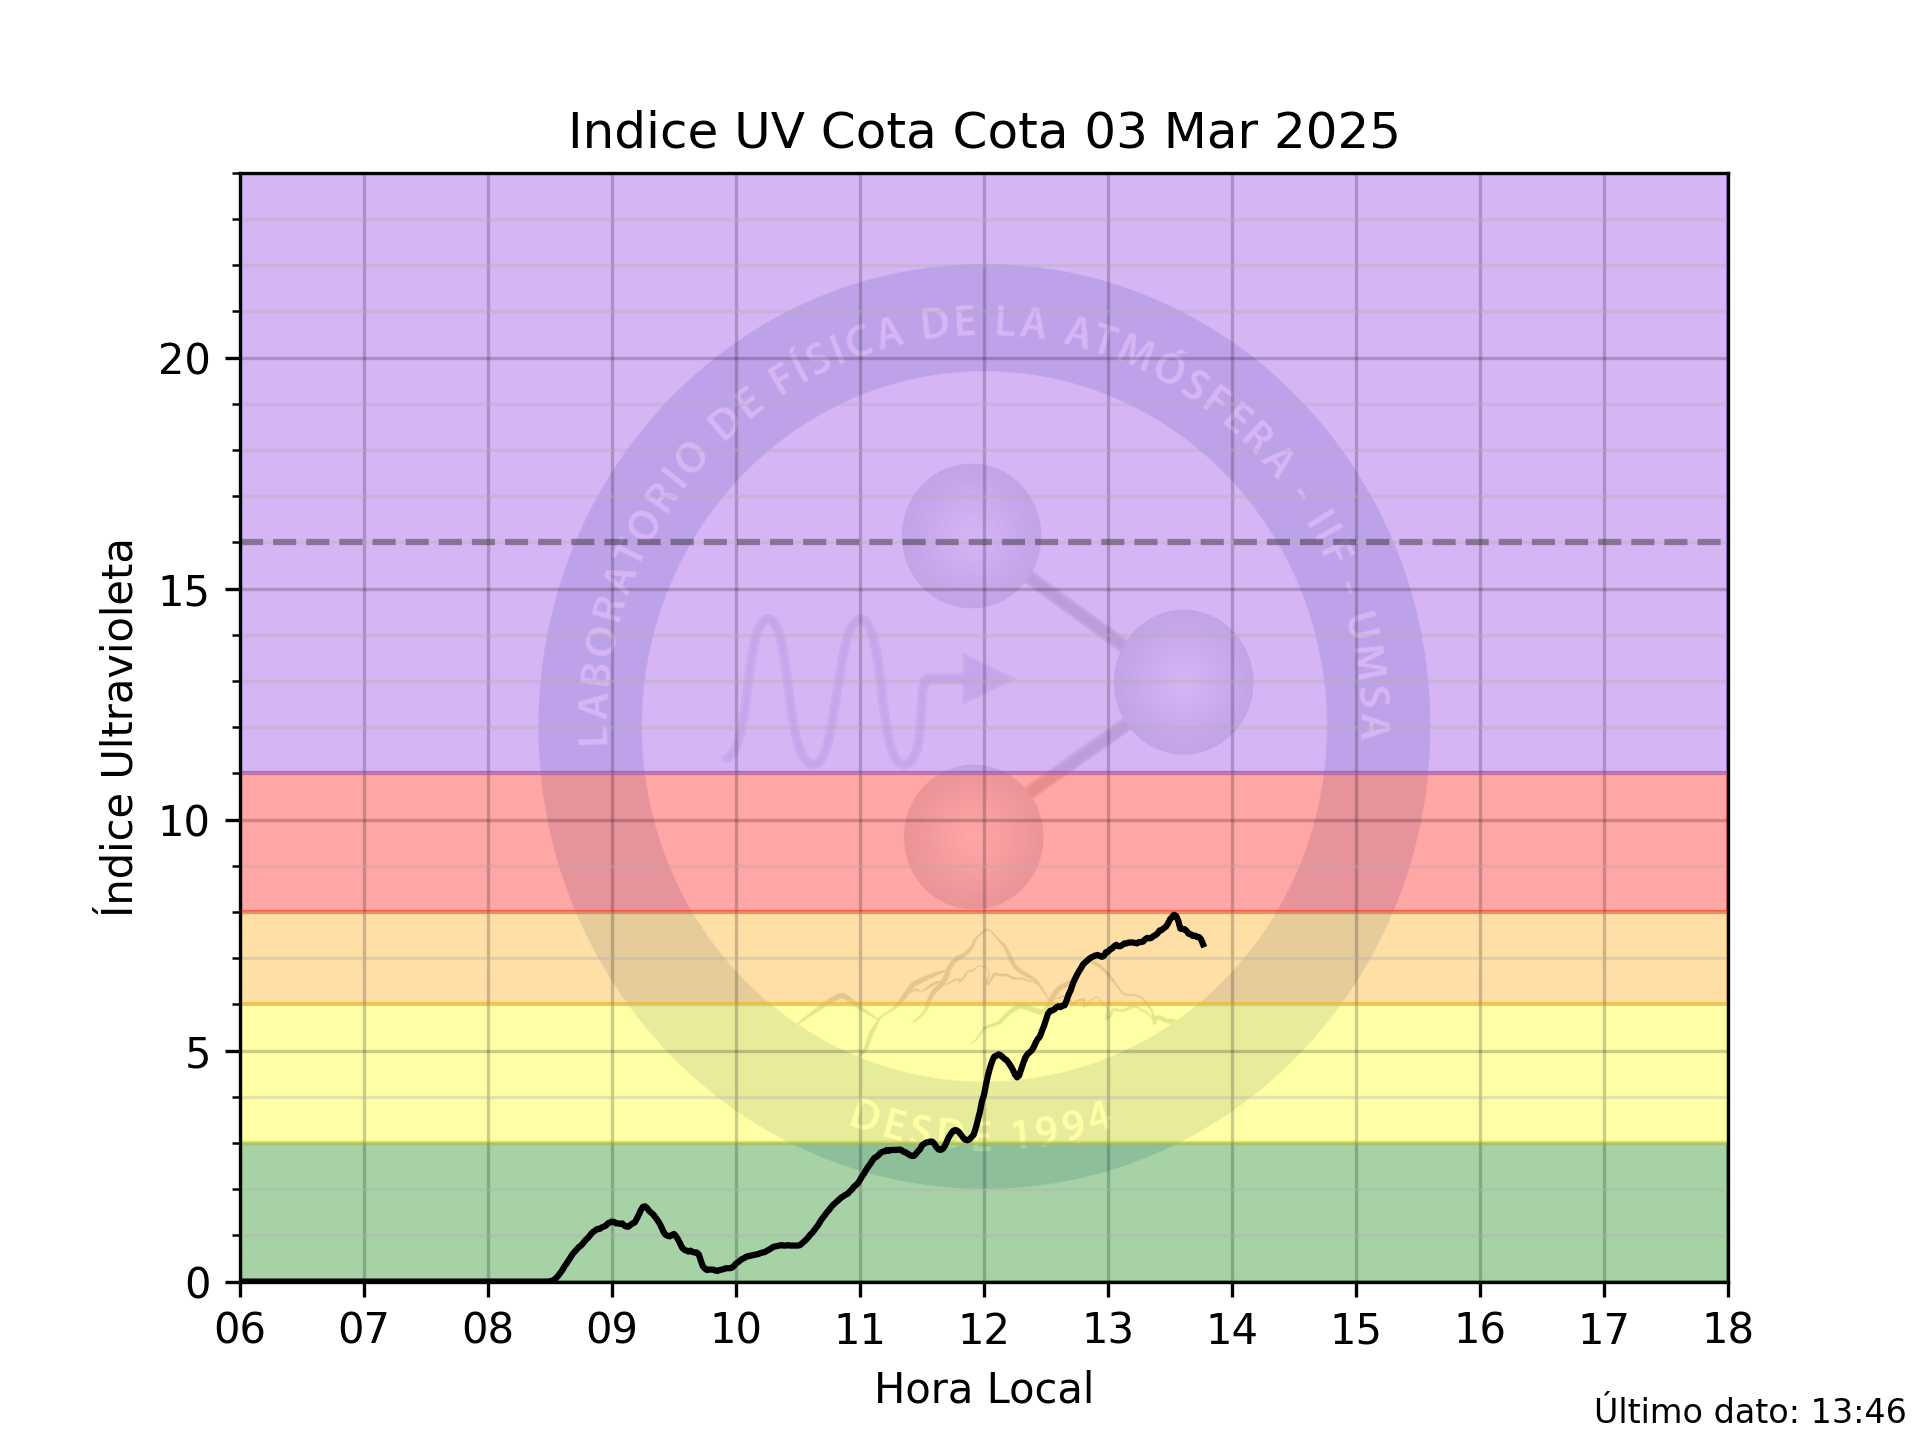 Indice UV Cota Cota 03 Mar 2025
LABORATORIO DE FÍSICA DE LA ATMÓSFERA - IIF - UMSA
DESDE 1994
Índice Ultravioleta
20
15
10
5
0
06 07 08 09 10 11 12 13 14 15 16 17 18
Hora Local
Último dato: 13:46